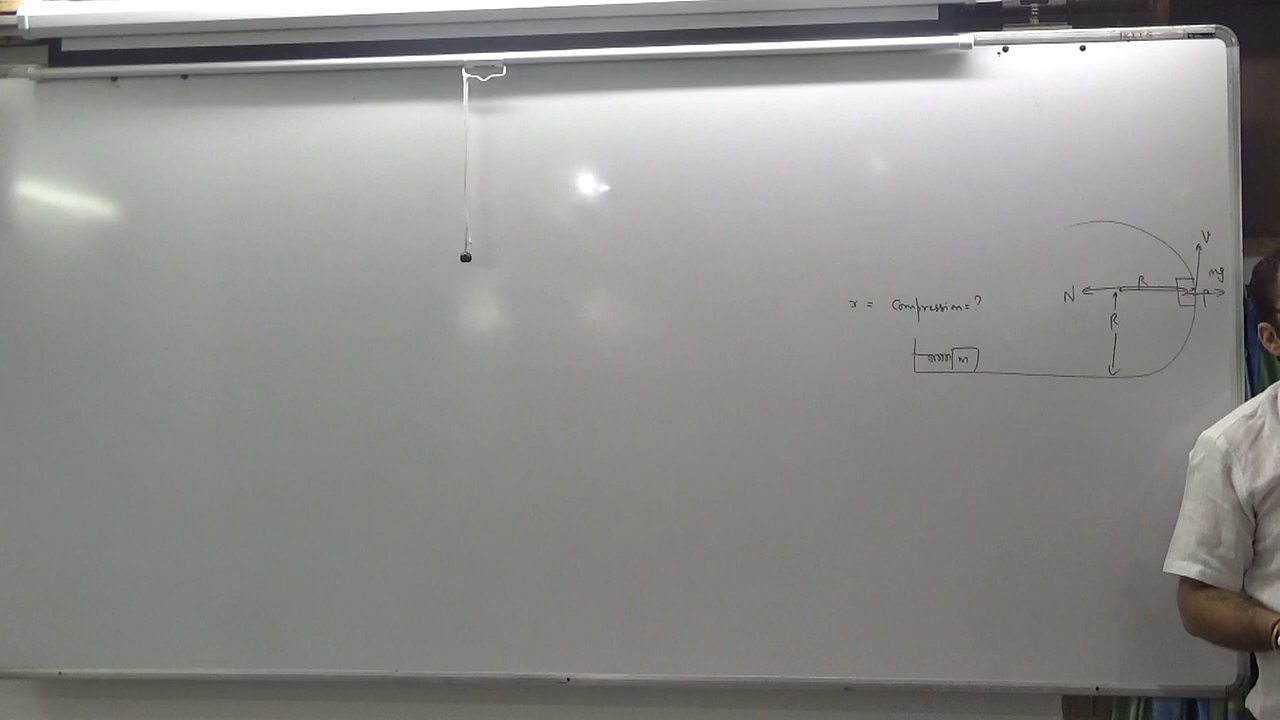 V
mg
R
N
P
x = Compression = ?
R
m